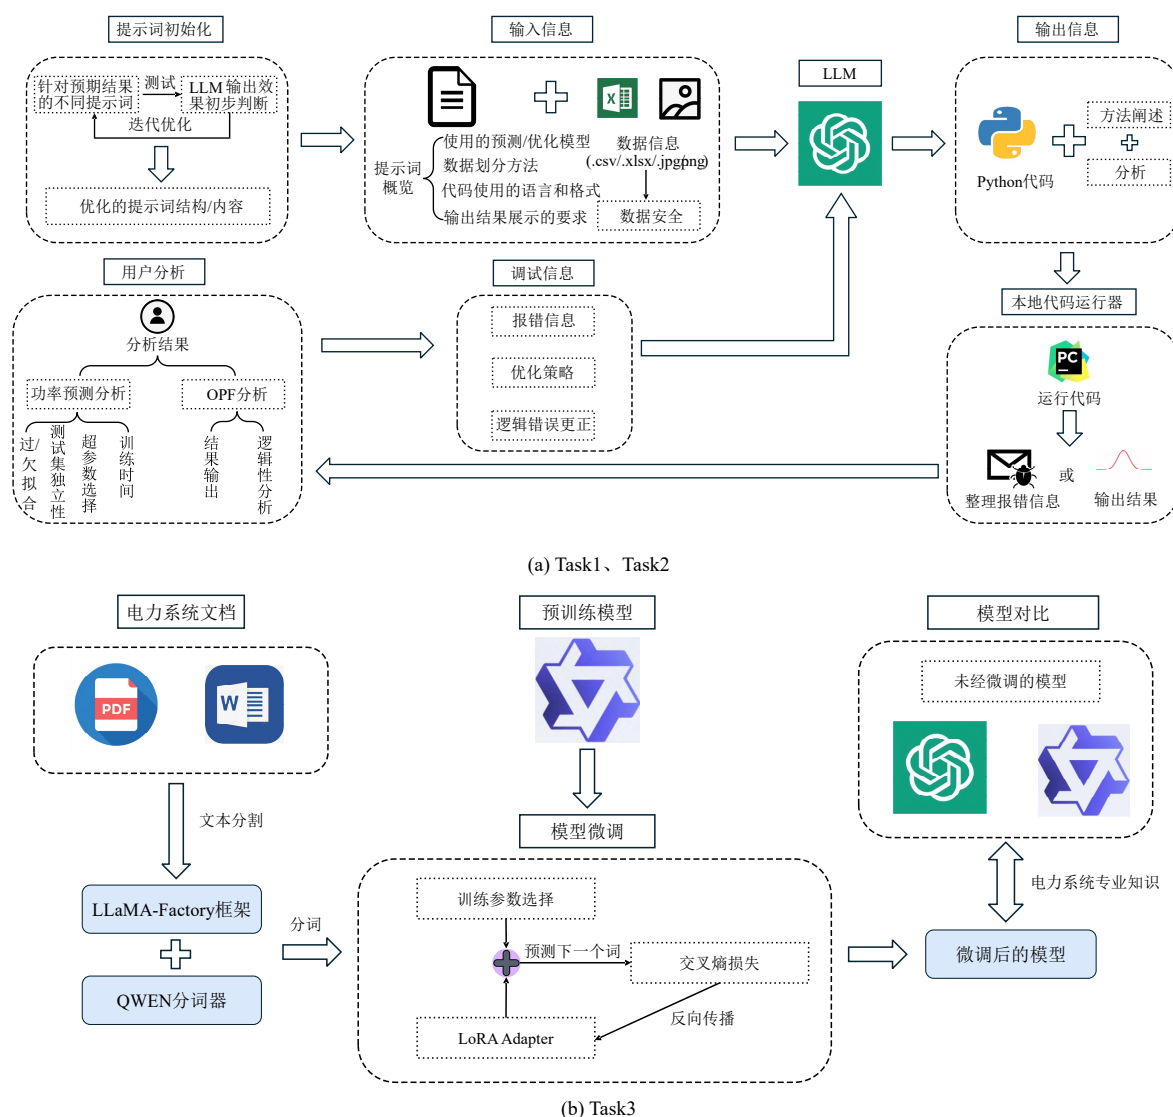 提示词初始化
针对预期结果
的不同提示词
测试
LLM 输出效
果初步判断
迭代优化
优化的提示词结构/内容
输入信息
提示词
概览
使用的预测/优化模型
数据划分方法
代码使用的语言和格式
输出结果展示的要求
X
数据信息
(.csv/.xlsx/.jpg/png)
数据安全
LLM
输出信息
Python代码
方法阐述
分析
用户分析
分析结果
功率预测分析
OPF分析
过/欠拟合
测试集独立性
超参数选择
训练时间
结果输出
逻辑性分析
调试信息
报错信息
优化策略
逻辑错误更正
本地代码运行器
PC
运行代码
整理报错信息
或
输出结果
(a) Task1、Task2
电力系统文档
PDF
W
文本分割
LLaMA-Factory框架
QWEN分词器
分词
预训练模型
模型微调
训练参数选择
预测下一个词
交叉熵损失
反向传播
LoRA Adapter
模型对比
未经微调的模型
电力系统专业知识
微调后的模型
(b) Task3